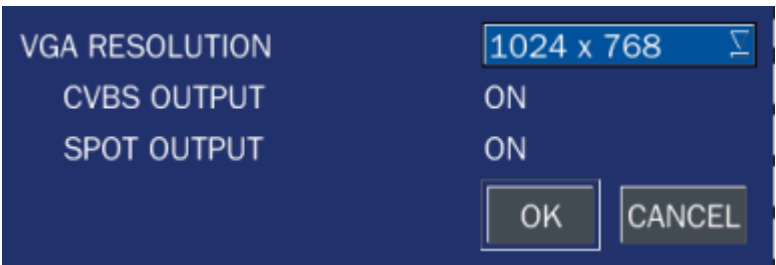 VGA RESOLUTION 1024 x 768
CVBS OUTPUT ON
SPOT OUTPUT ON
OK CANCEL